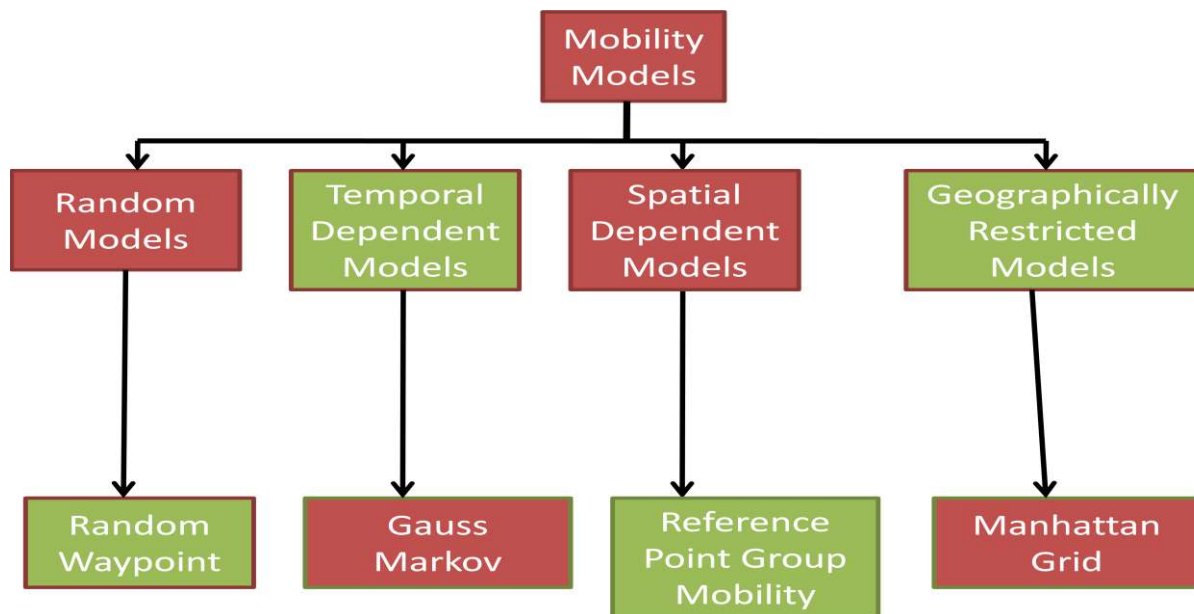 Mobility
Models
Random
Models
Temporal
Dependent
Models
Spatial
Dependent
Models
Geographically
Restricted
Models
Random
Waypoint
Gauss
Markov
Reference
Point Group
Mobility
Manhattan
Grid